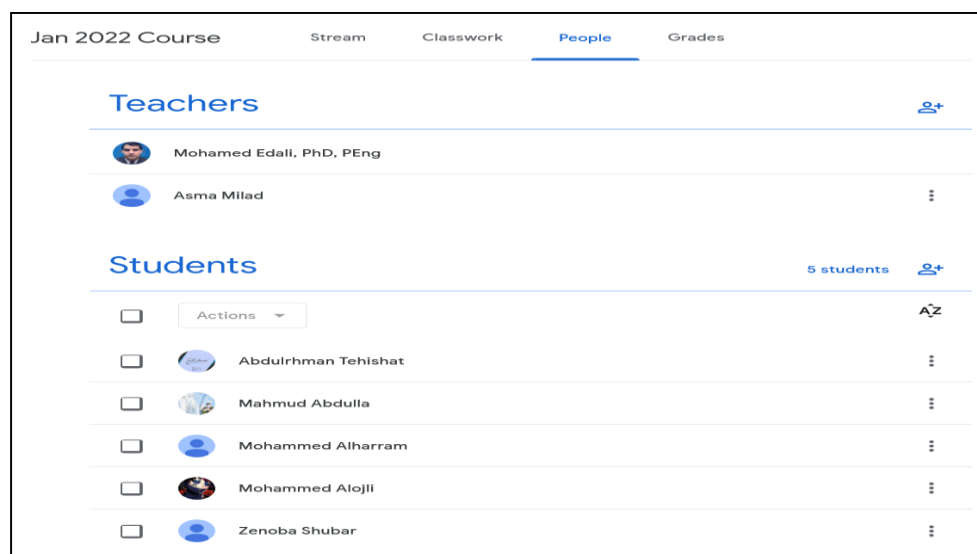 Jan 2022 Course Stream Classwork People Grades
Teachers
Mohamed Edali, PhD, PEng
Asma Milad
Students 5 students
Actions AZ
Abdulrhman Tehishat
Mahmud Abdulla
Mohammed Alharram
Mohammed Alojli
Zenoba Shubar